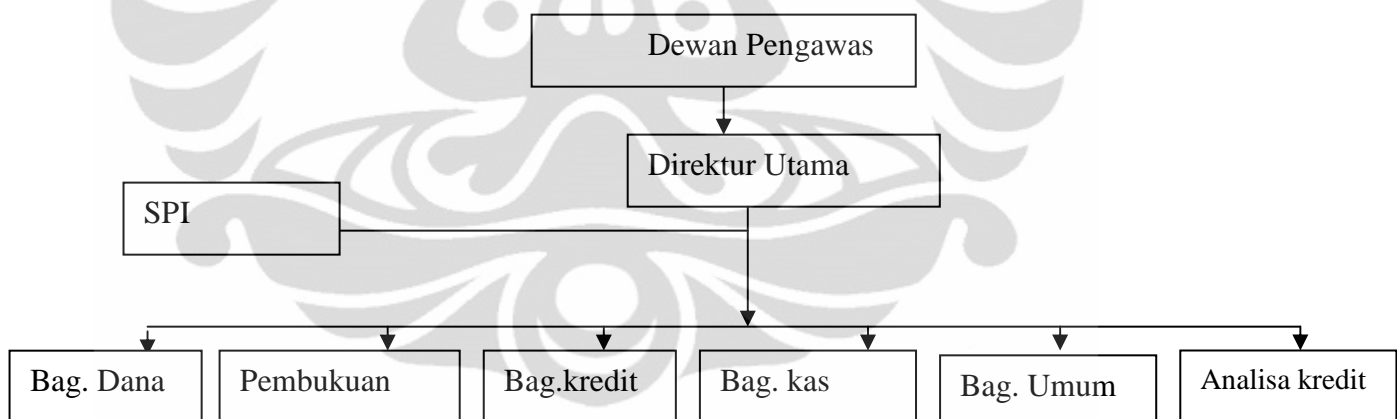 Dewan Pengawas
Direktur Utama
SPI
Bag. Dana
Pembukuan
Bag.kredit
Bag. kas
Bag. Umum
Analisa kredit